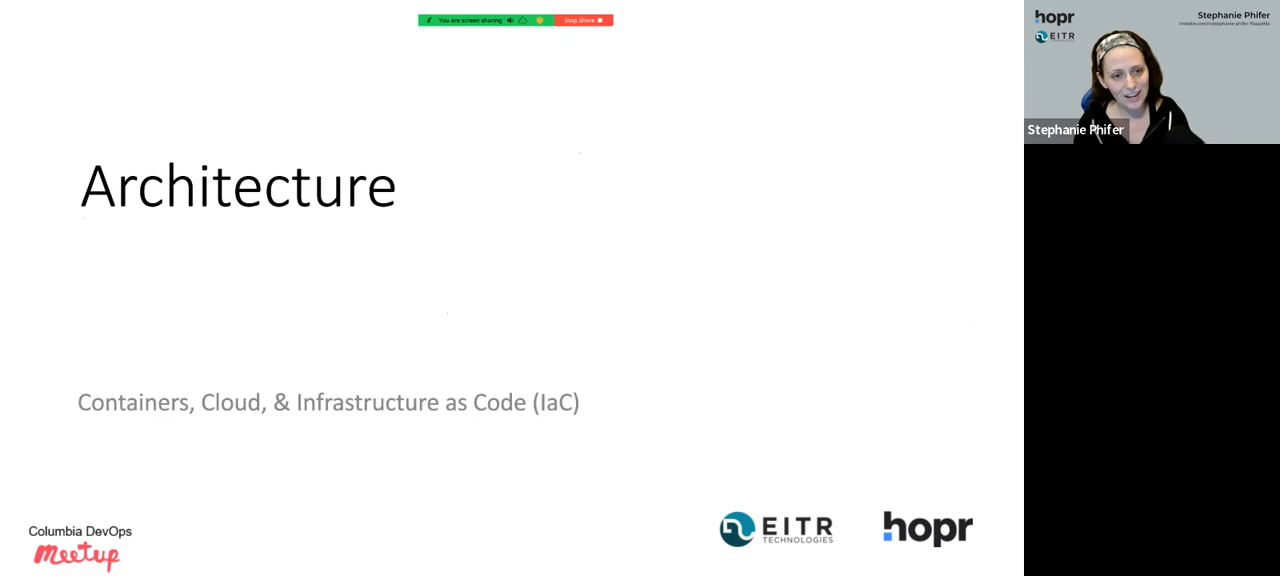 You are screen sharing
Stop Share
hopr
EITR
Stephanie Phifer
Stephanie Phifer
Architecture
Containers, Cloud, & Infrastructure as Code (IaC)
Columbia DevOps
meetup
EITR
TECHNOLOGIES
hopr